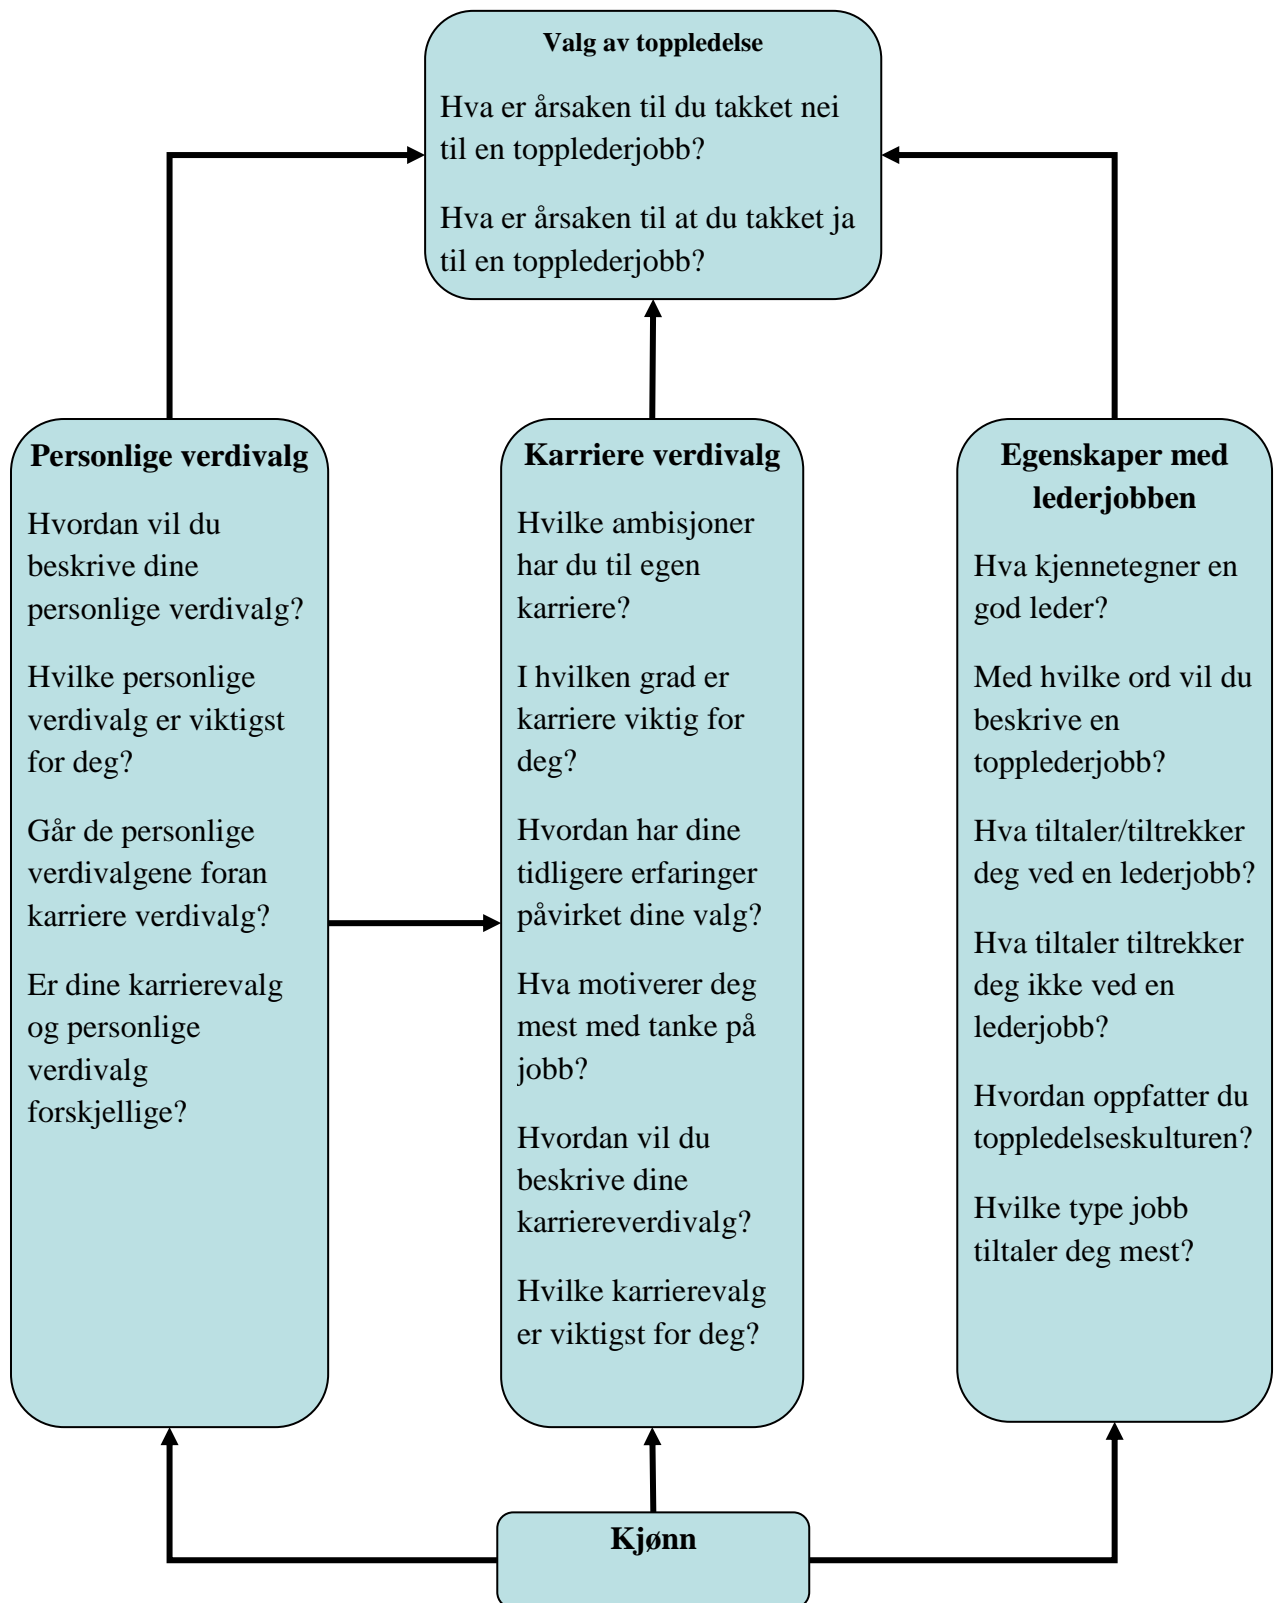 Valg av toppledelse
Hva er årsaken til du takket nei
til en topplederjobb?
Hva er årsaken til at du takket ja
til en topplederjobb?
Personlige verdivalg
Hvordan vil du
beskrive dine
personlige verdivalg?
Hvilke personlige
verdivalg er viktigst
for deg?
Går de personlige
verdivalgene foran
karriere verdivalg?
Er dine karrierevalg
og personlige
verdivalg
forskjellige?
Karriere verdivalg
Hvilke ambisjoner
har du til egen
karriere?
I hvilken grad er
karriere viktig for
deg?
Hvordan har dine
tidligere erfaringer
påvirket dine valg?
Hva motiverer deg
mest med tanke på
jobb?
Hvordan vil du
beskrive dine
karriereverdivalg?
Hvilke karrierevalg
er viktigst for deg?
Egenskaper med
lederjobben
Hva kjennetegner en
god leder?
Med hvilke ord vil du
beskrive en
topplederjobb?
Hva tiltaler/tiltrekker
deg ved en lederjobb?
Hva tiltaler tiltrekker
deg ikke ved en
lederjobb?
Hvordan oppfatter du
toppledelseskulturen?
Hvilke type jobb
tiltaler deg mest?
Kjønn